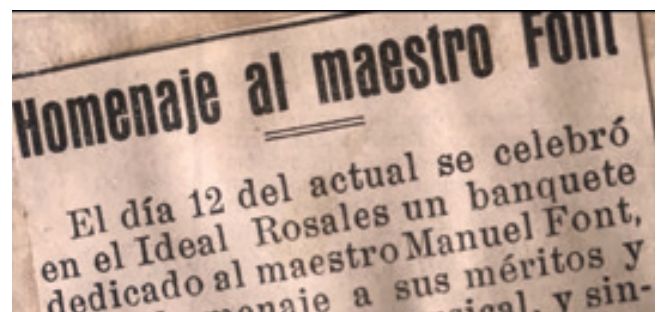 Homenaje al maestro Font
El día 12 del actual se celebró
en el Ideal Rosales un banquete
dedicado al maestro Manuel Font,
a sus méritos y
y sin-